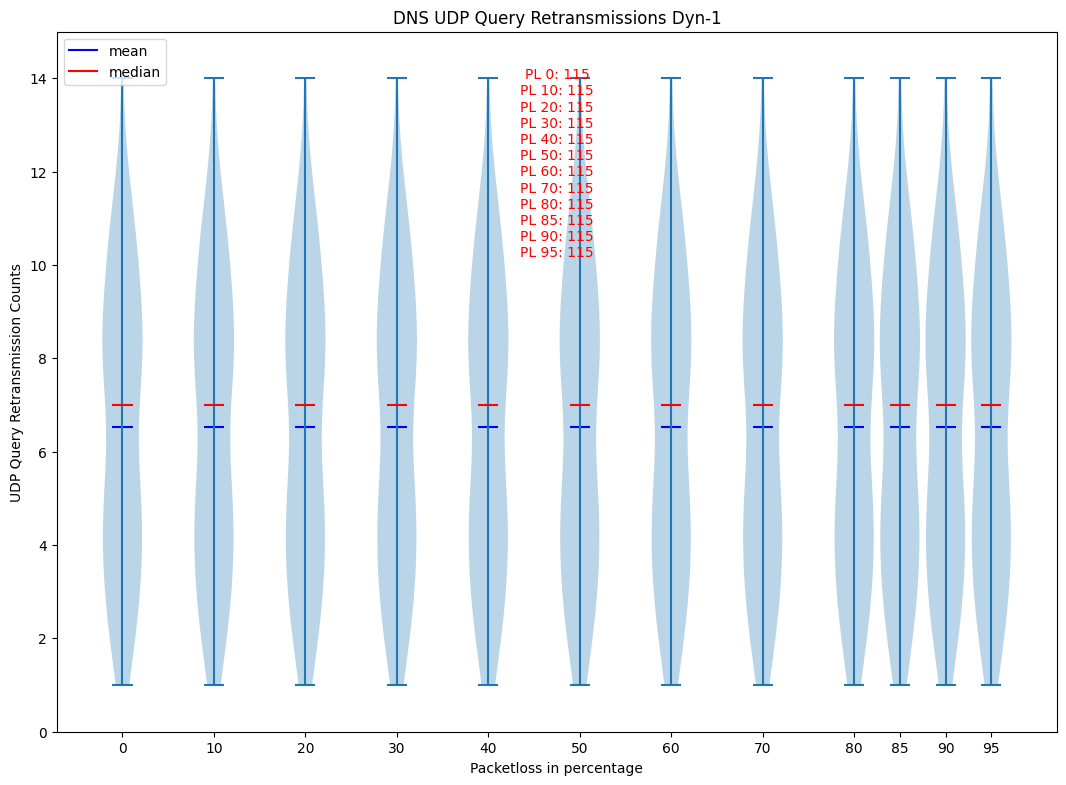 DNS UDP Query Retransmissions Dyn-1
mean
median
PL 0: 115
PL 10: 115
PL 20: 115
PL 30: 115
PL 40: 115
PL 50: 115
PL 60: 115
PL 70: 115
PL 80: 115
PL 85: 115
PL 90: 115
PL 95: 115
UDP Query Retransmission Counts
14
12
10
8
6
4
2
0
0 10 20 30 40 50 60 70 80 85 90 95
Packetloss in percentage